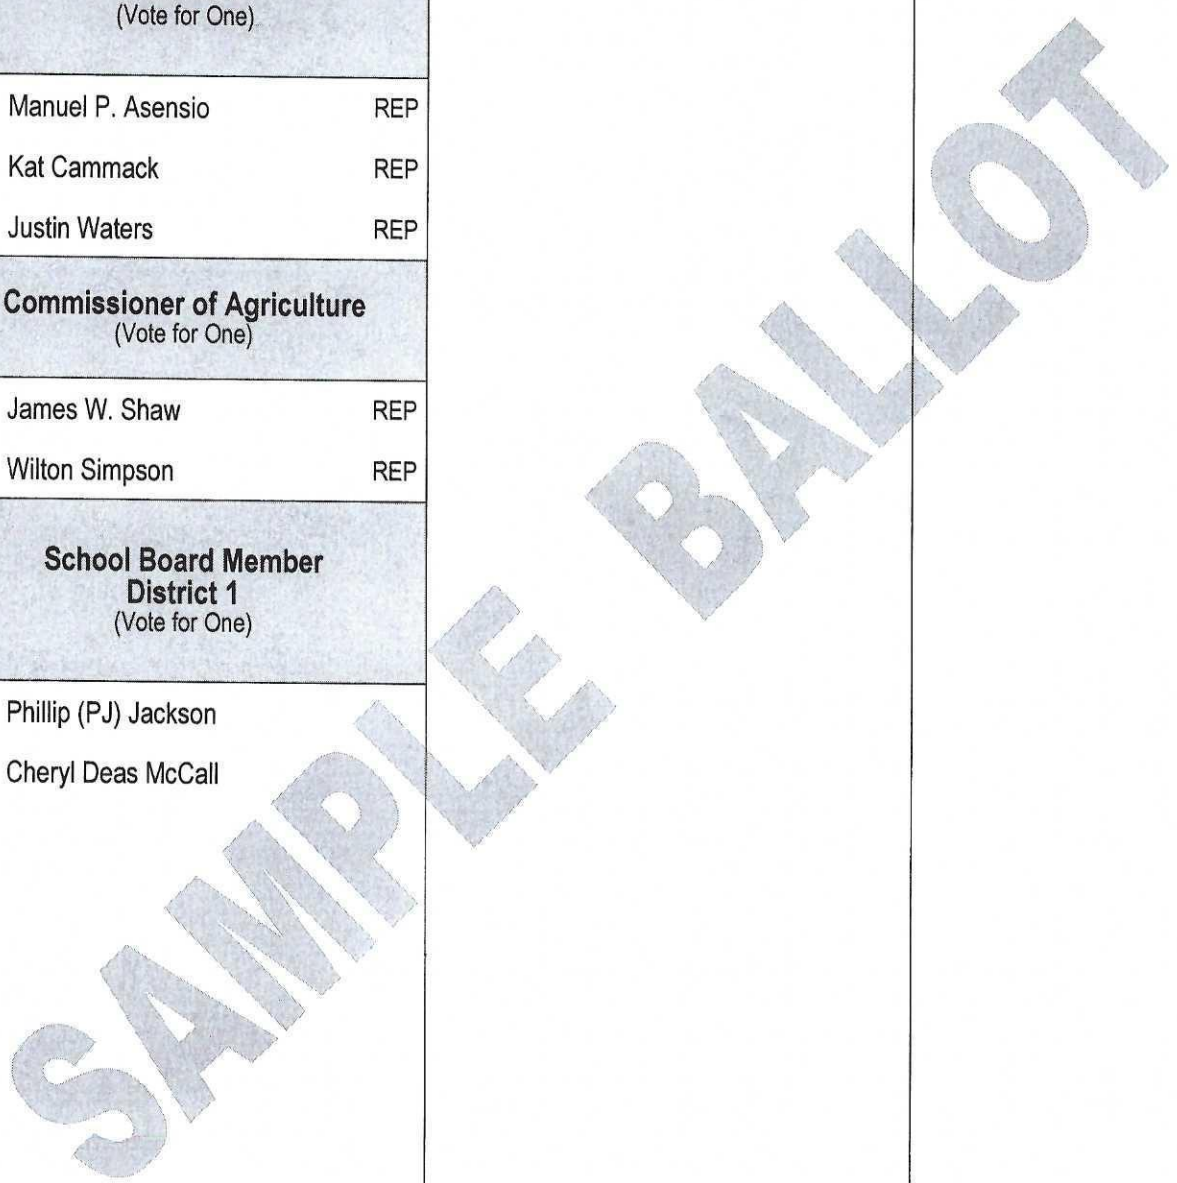 (Vote for One)
Manuel P. Asensio REP
Kat Cammack REP
Justin Waters REP
Commissioner of Agriculture
(Vote for One)
James W. Shaw REP
Wilton Simpson REP
School Board Member
District 1
(Vote for One)
Phillip (PJ) Jackson
Cheryl Deas McCall
SAMPLE BALLOT